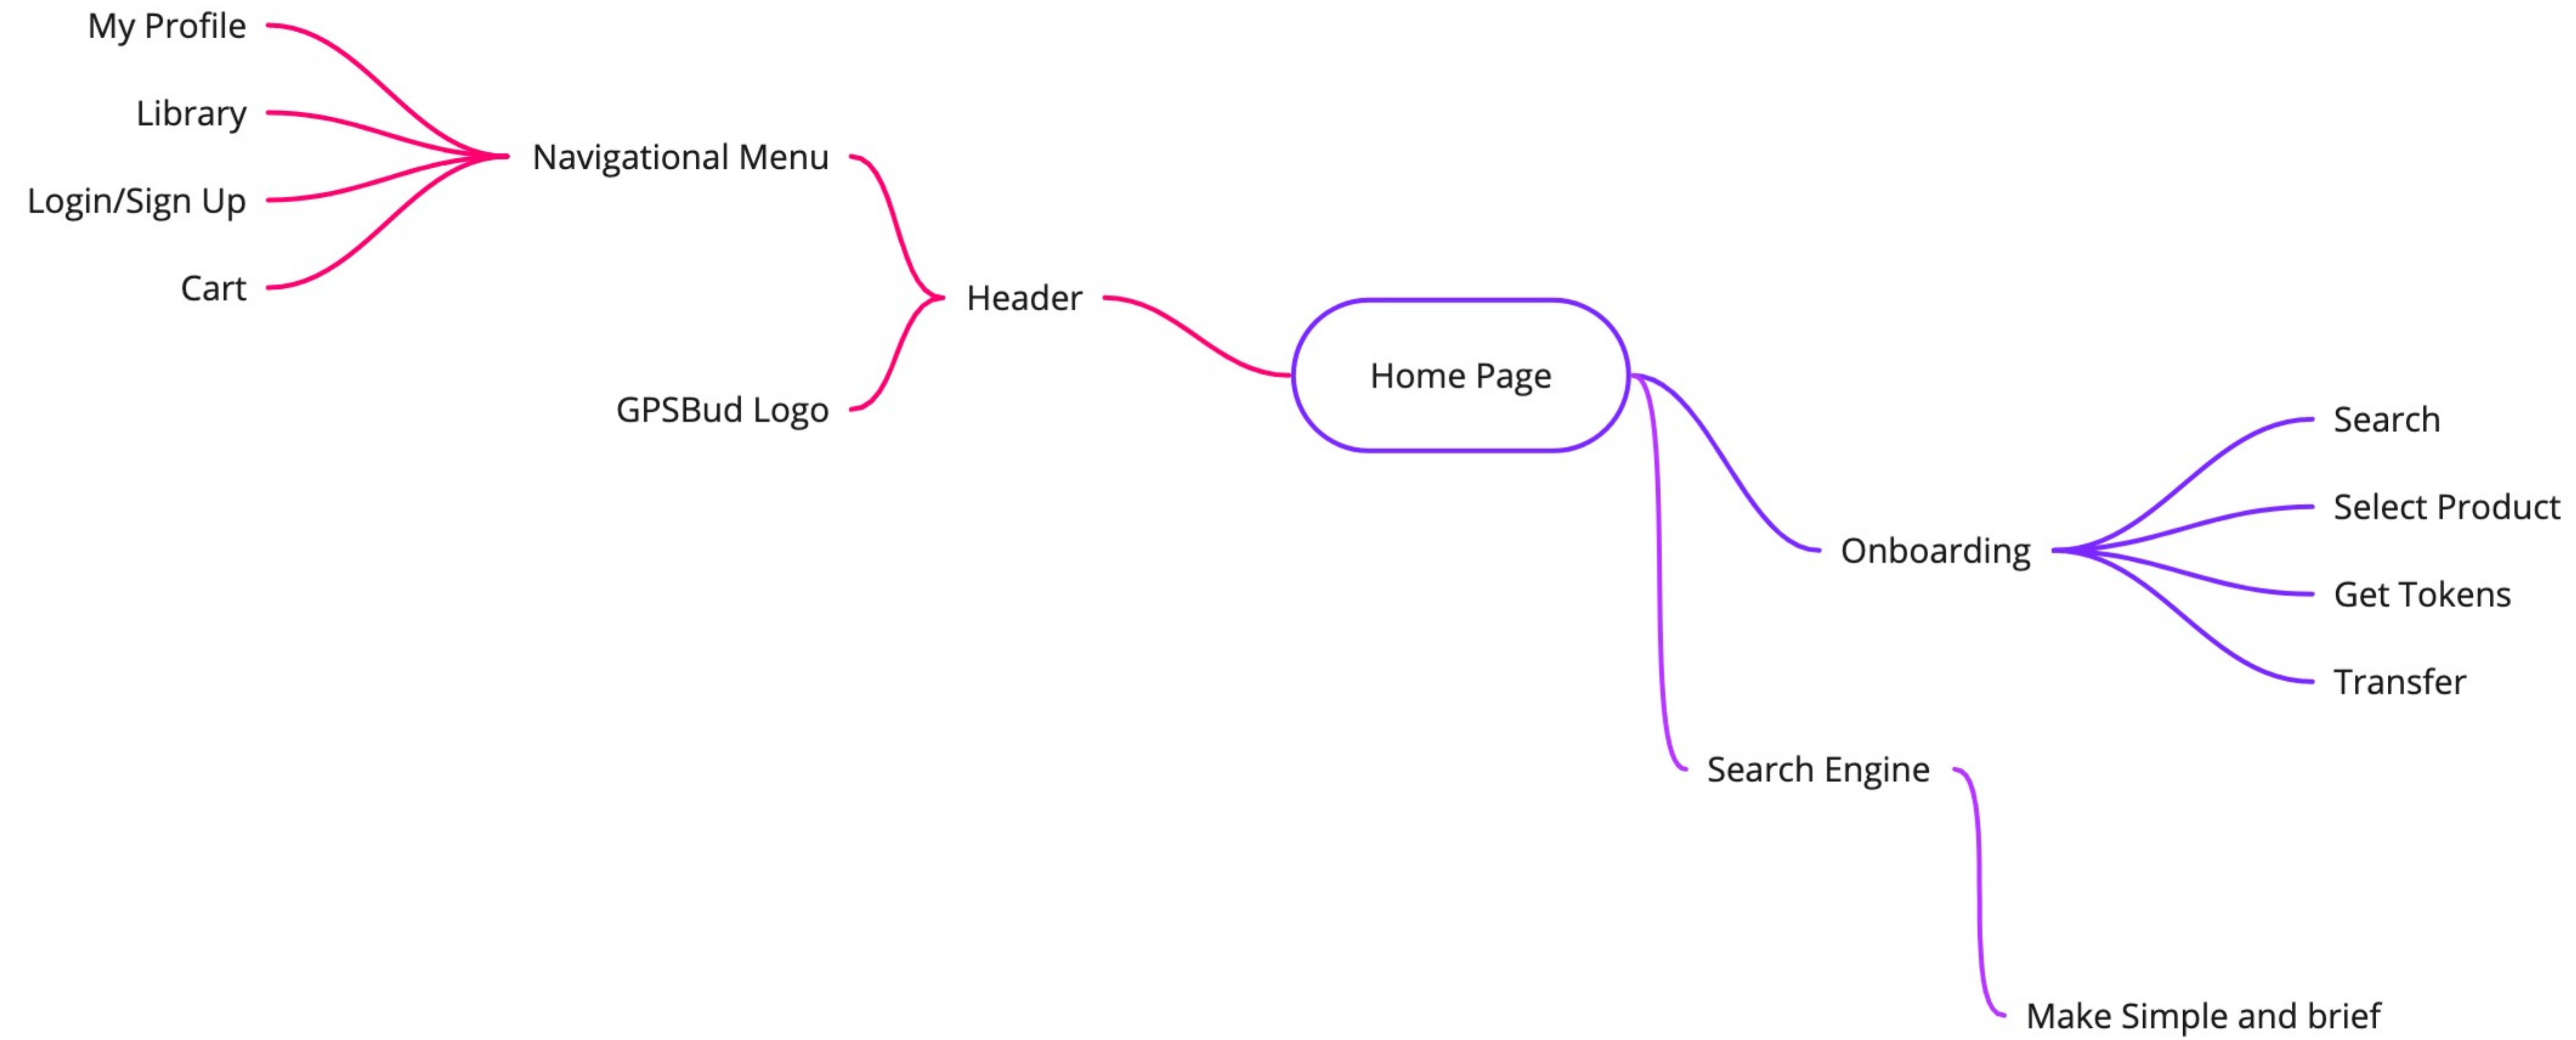 My Profile
Library
Login/Sign Up
Cart
Navigational Menu
GPSBud Logo
Header
Home Page
Onboarding
Search
Select Product
Get Tokens
Transfer
Search Engine
Make Simple and brief